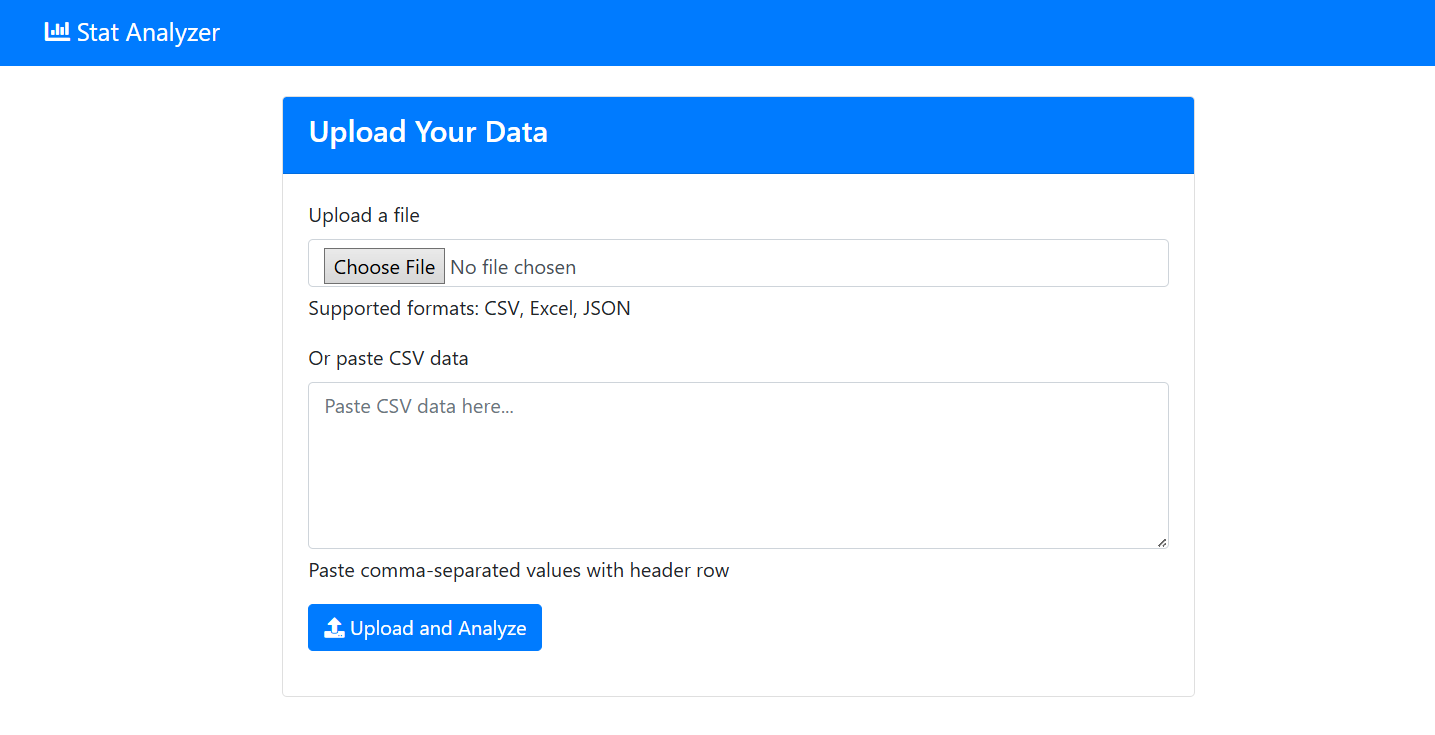 Stat Analyzer
Upload Your Data
Upload a file
Choose File No file chosen
Supported formats: CSV, Excel, JSON
Or paste CSV data
Paste CSV data here...
Paste comma-separated values with header row
Upload and Analyze